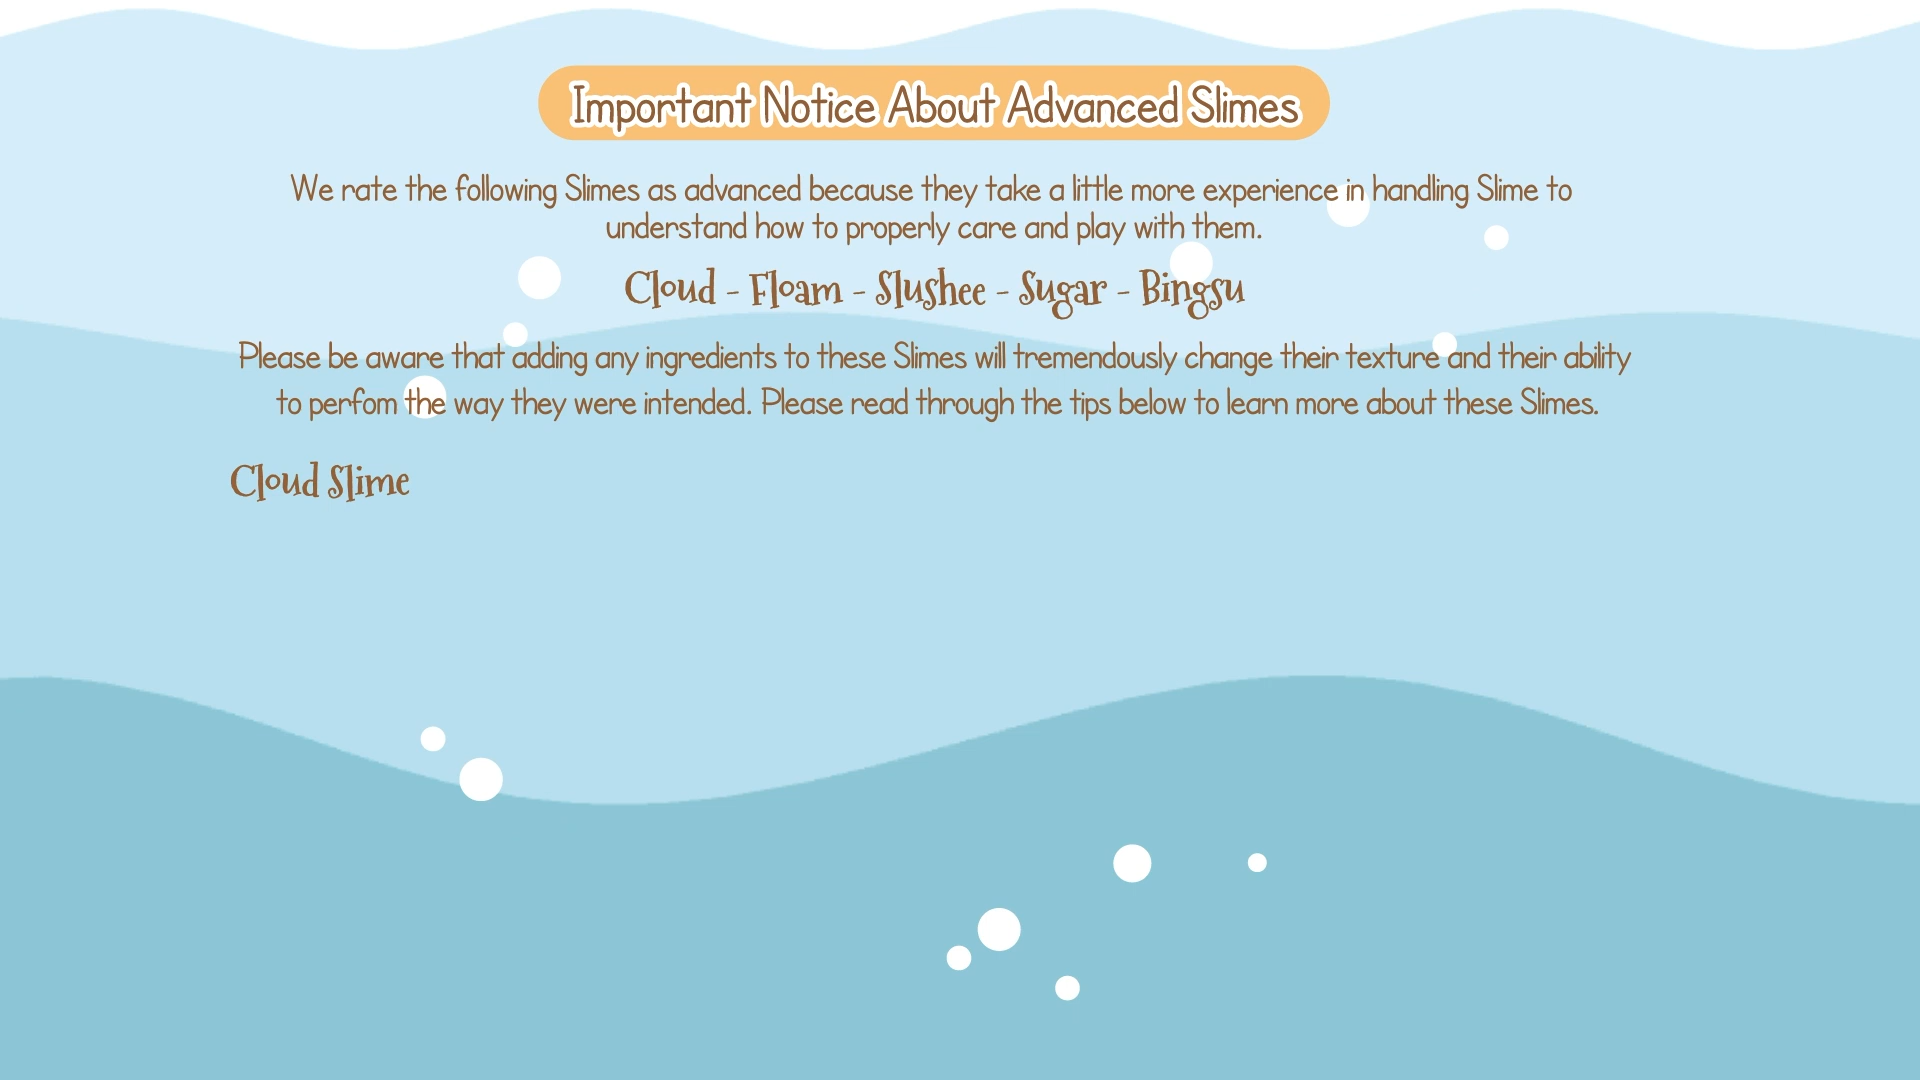 Important Notice About Advanced Slimes
We rate the following Slimes as advanced because they take a little more experience in handling Slime to
understand how to properly care and play with them.
Cloud - Floam - Slushee - Sugar - Bingsu
Please be aware that adding any ingredients to these Slimes will tremendously change their texture and their ability
to perfom the way they were intended. Please read through the tips below to learn more about these Slimes.
Cloud Slime